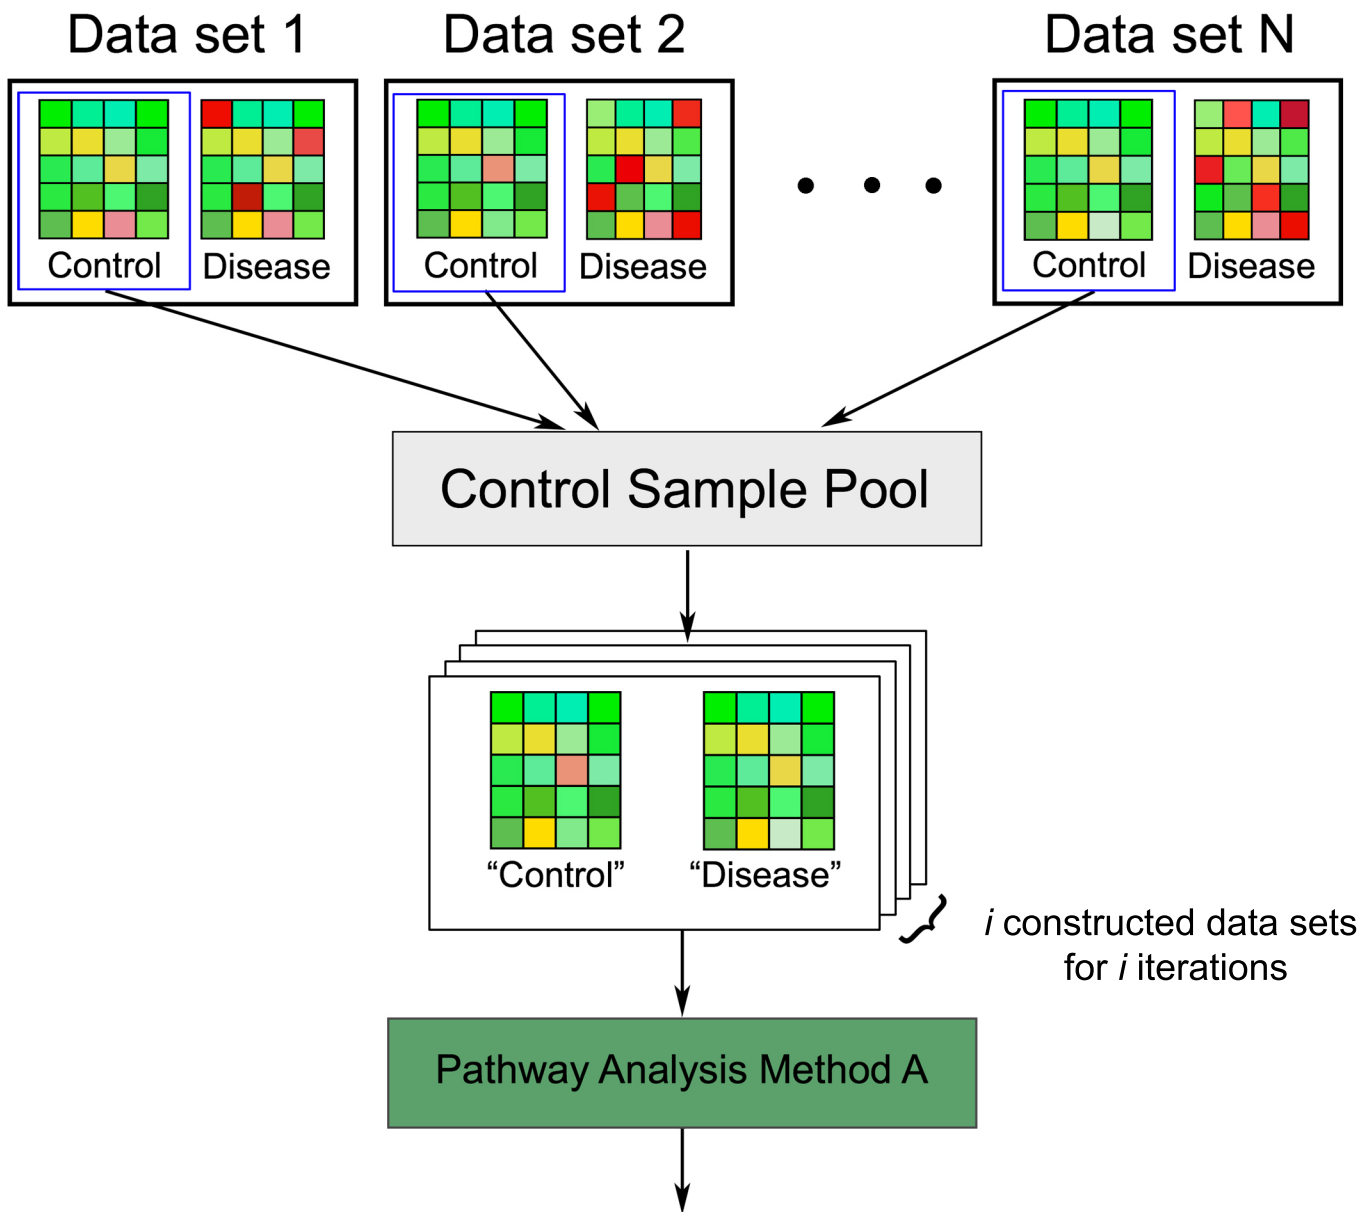 Data set 1
Data set 2
Data set N
Control
Disease
Control
Disease
Control
Disease
Control Sample Pool
“Control”
“Disease”
i constructed data sets
for i iterations
Pathway Analysis Method A